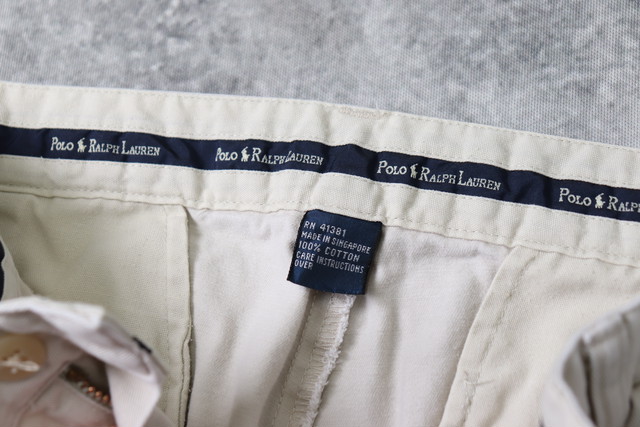 POLO RALPH LAUREN
POLO RALPH LAUREN
POLO RALPH LAUREN
POLO RALP
RN 41381
MADE IN SINGAPORE
100% COTTON
CARE INSTRUCTIONS
OVER